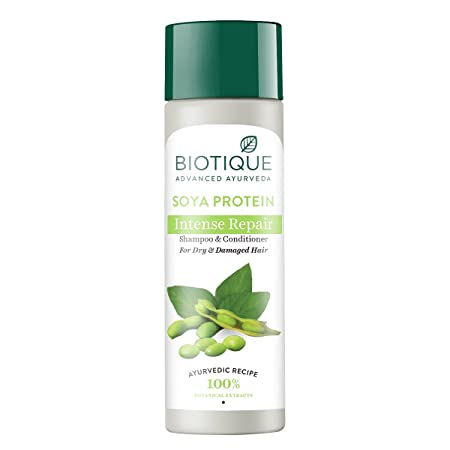 BIOTIQUE
ADVANCED AYURVEDA
SOYA PROTEIN
Intense Repair
Shampoo & Conditioner
For Dry & Damaged Hair
AYURVEDIC RECIPE
100%
BOTANICAL EXTRACTS